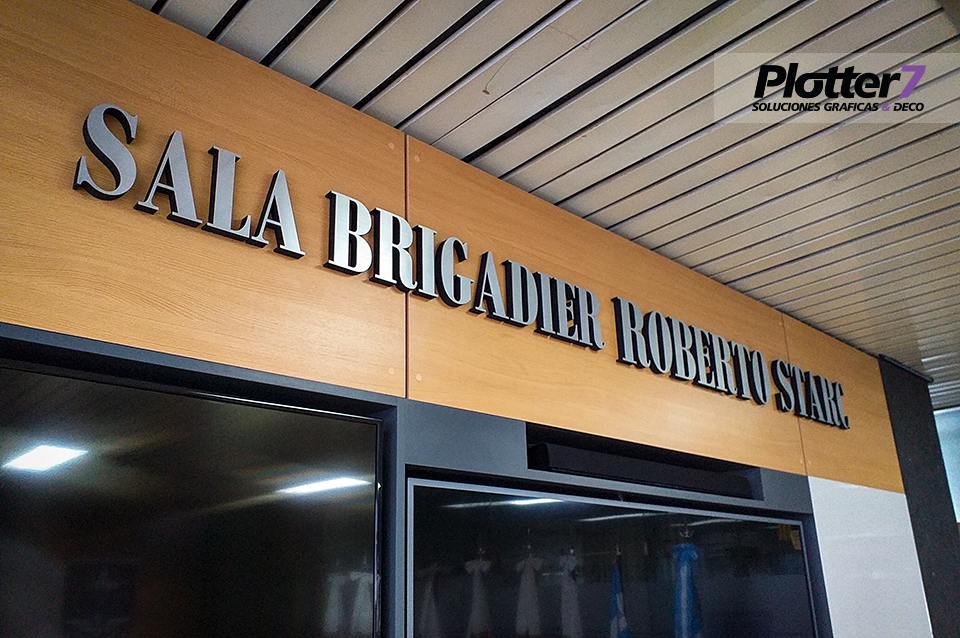 Plotter7
SOLUCIONES GRAFICAS & DECO
SALA BRIGADIER ROBERTO STARC